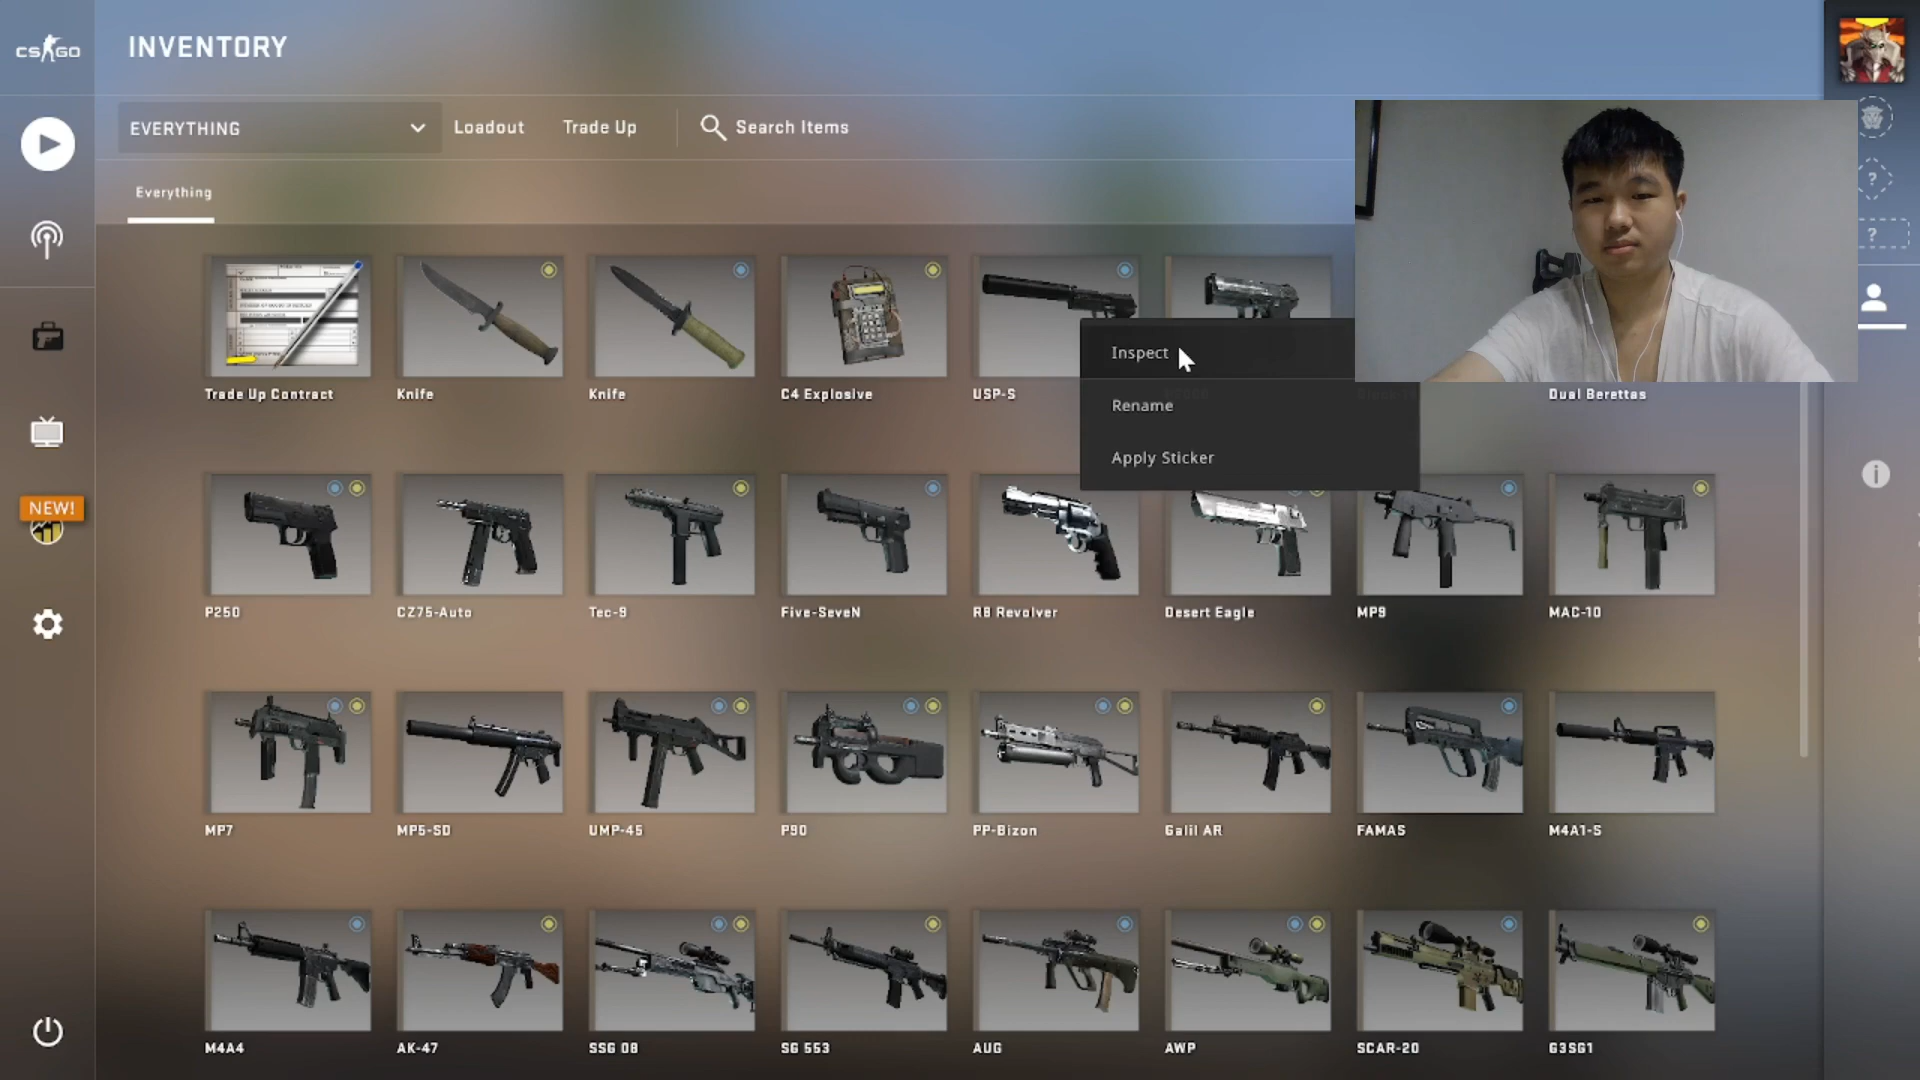 CS GO
INVENTORY
EVERYTHING
Loadout
Trade Up
Search Items
Everything
?
?
Inspect
Rename
Apply Sticker
Trade Up Contract
Knife
Knife
C4 Explosive
USP-S
Dual Berettas
NEW!
P250
CZ75-Auto
Tec-9
Five-SeveN
R8 Revolver
Desert Eagle
MP9
MAC-10
MP7
MP5-SD
UMP-45
P90
PP-Bizon
Galil AR
FAMAS
M4A1-S
M4A4
AK-47
SSG 08
SG 553
AUG
AWP
SCAR-20
G3SG1